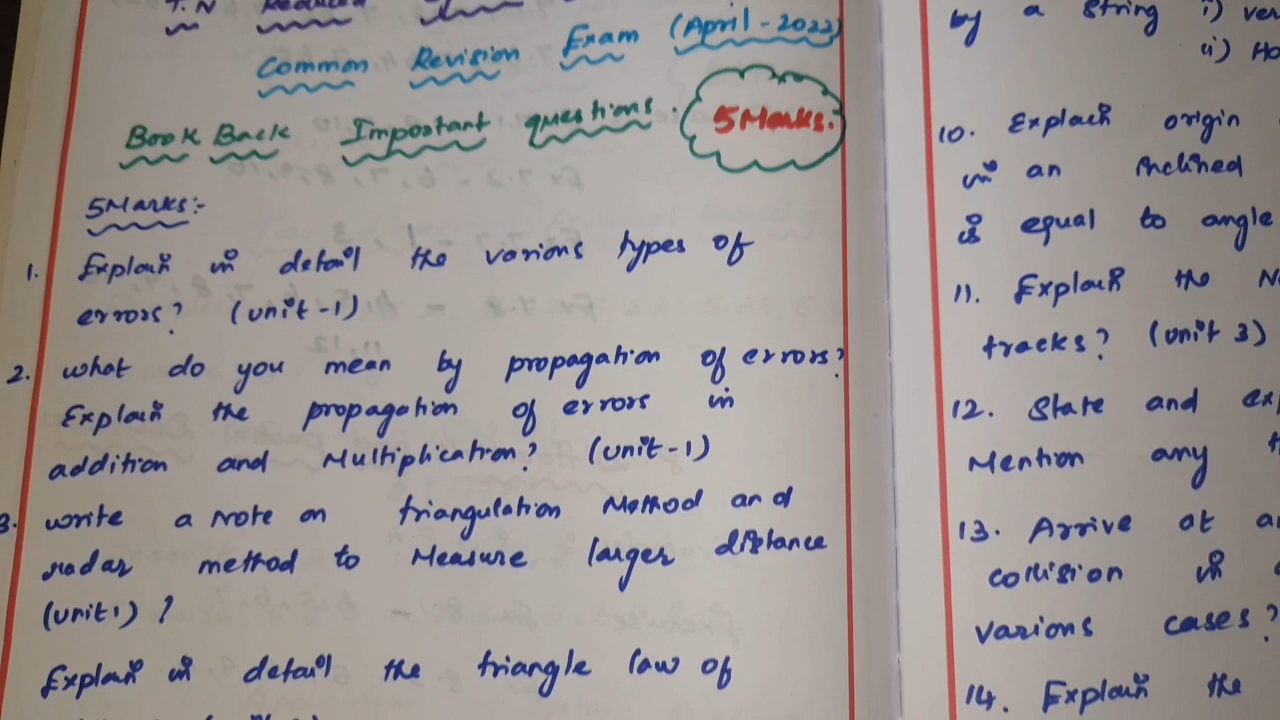 T.N Reduced
Common Revision Exam (April-2022)
Book Back Important questions. 5Marks.
5Marks:-
1. Explain in detail the various types of
errors? (unit-1)
2. what do you mean by propagation of errors?
Explain the propagation of errors in
addition and Multiplication? (unit-1)
3. write a Note on triangulation Method and
radar method to Measure larger distance
(unit1) ?
Explain in detail the triangle law of
by a string i) ver
ii) Ho
10. Explain origin
in an inclined
is equal to angle
11. Explain the
tracks? (unit 3)
12. State and exp
Mention any
13. Arrive at
collision in
various cases?
14. Explain the